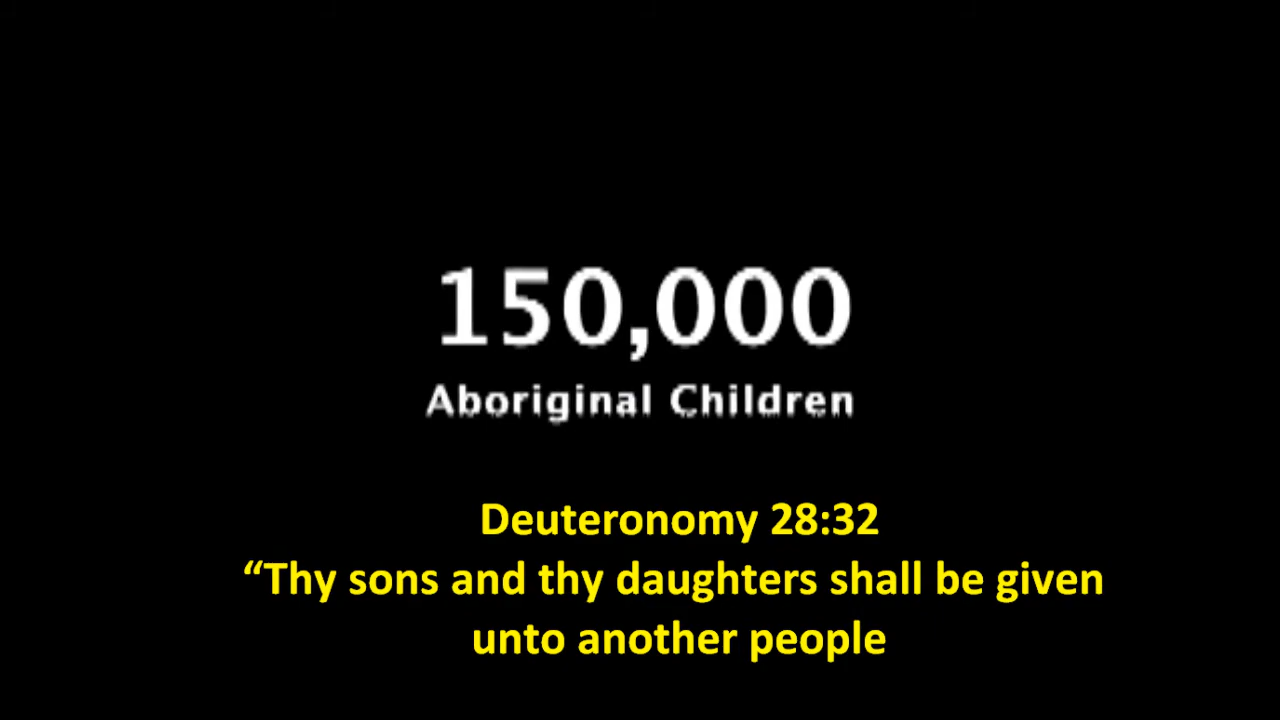 150,000
Aboriginal Children
Deuteronomy 28:32
“Thy sons and thy daughters shall be given
unto another people